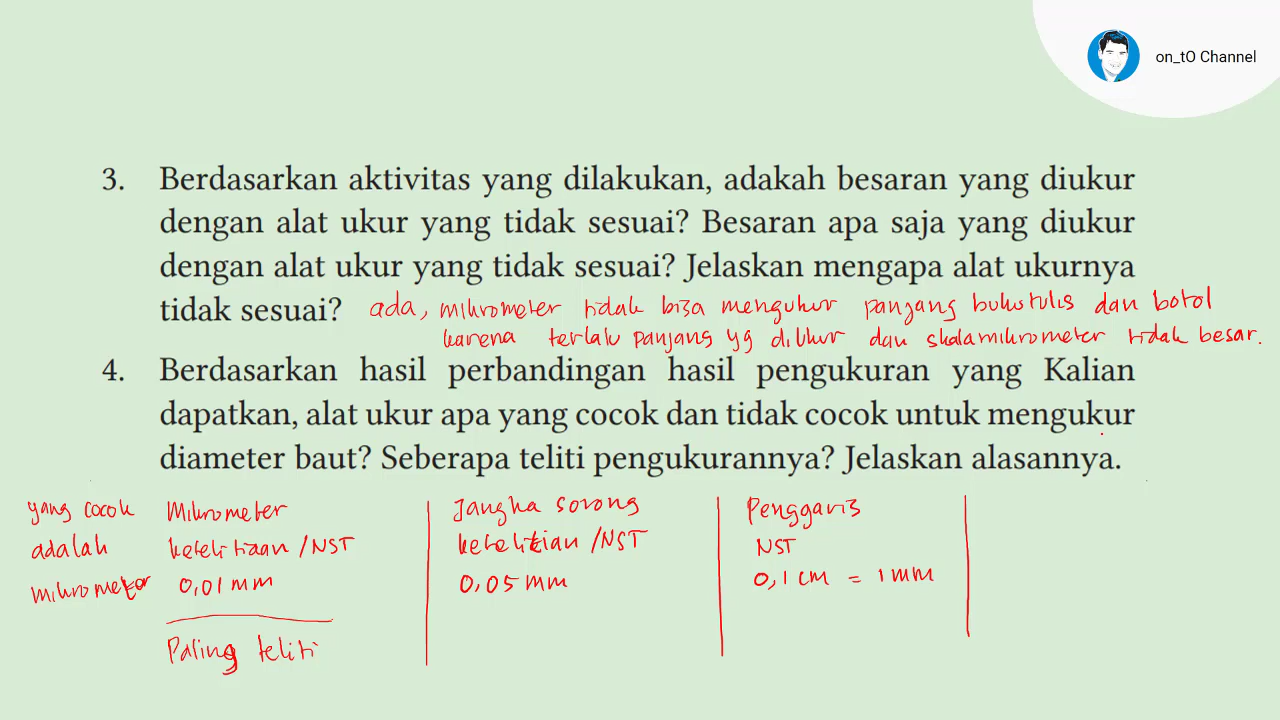 on_tO Channel
3. Berdasarkan aktivitas yang dilakukan, adakah besaran yang diukur
dengan alat ukur yang tidak sesuai? Besaran apa saja yang diukur
dengan alat ukur yang tidak sesuai? Jelaskan mengapa alat ukurnya
tidak sesuai? ada, mikrometer tidak bisa mengukur panjang buku tulis dan botol
karena terlalu panjang yg diukur dan skala mikrometer tidak besar.
4. Berdasarkan hasil perbandingan hasil pengukuran yang Kalian
dapatkan, alat ukur apa yang cocok dan tidak cocok untuk mengukur
diameter baut? Seberapa teliti pengukurannya? Jelaskan alasannya.
yang cocok
adalah
mikrometer
Mikrometer
ketelitiaan /NST
0,01 mm
Paling teliti
Jangka sorong
ketelitian /NST
0,05 mm
Penggaris
NST
0,1 cm = 1 mm